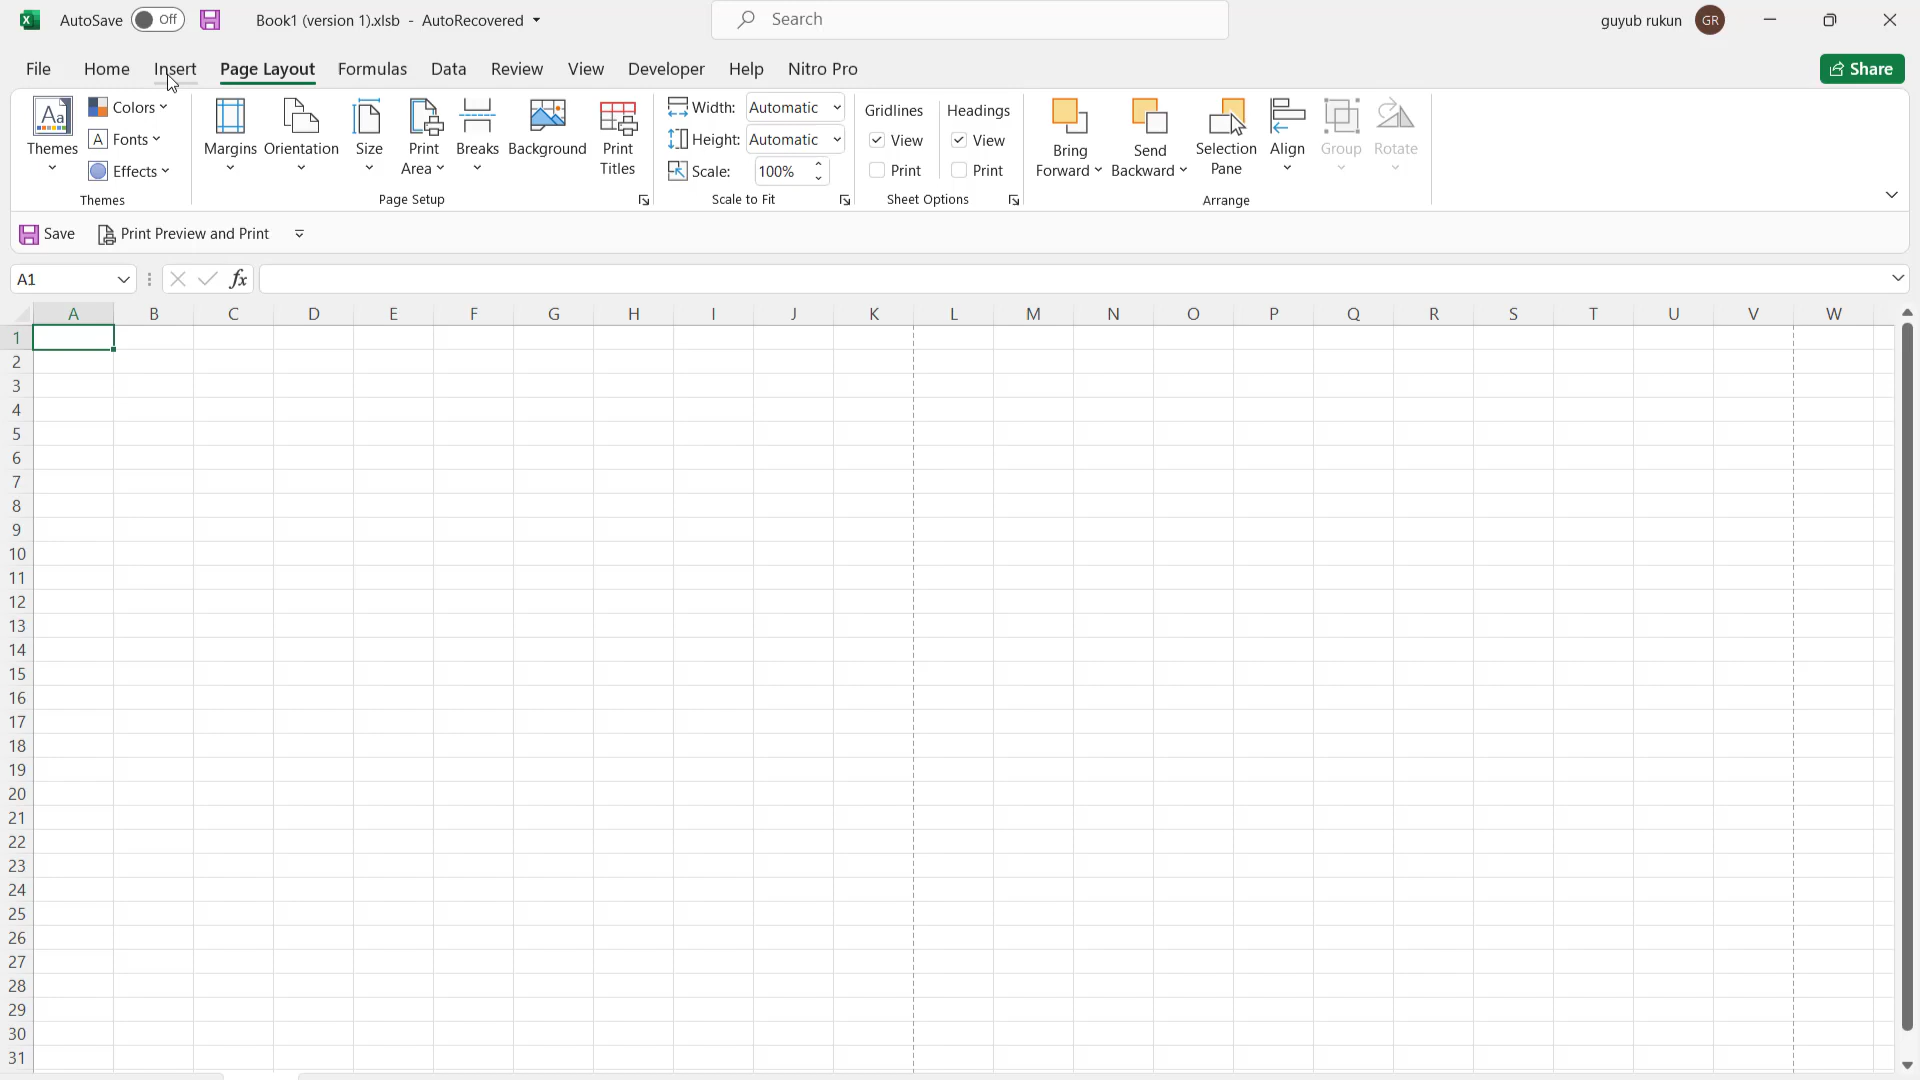 AutoSave Off Book1 (version 1).xlsb - AutoRecovered Search guyub rukun GR
File Home Insert Page Layout Formulas Data Review View Developer Help Nitro Pro Share
Aa Themes
Colors
A Fonts
Effects
Themes
Margins
Orientation
Size
Print Area
Breaks
Background
Print Titles
Page Setup
Width: Automatic
Height: Automatic
Scale: 100%
Scale to Fit
Gridlines
View
Print
Headings
View
Print
Sheet Options
Bring Forward
Send Backward
Selection Pane
Align
Group
Rotate
Arrange
Save Print Preview and Print
A1 fx
A B C D E F G H I J K L M N O P Q R S T U V W
1
2
3
4
5
6
7
8
9
10
11
12
13
14
15
16
17
18
19
20
21
22
23
24
25
26
27
28
29
30
31